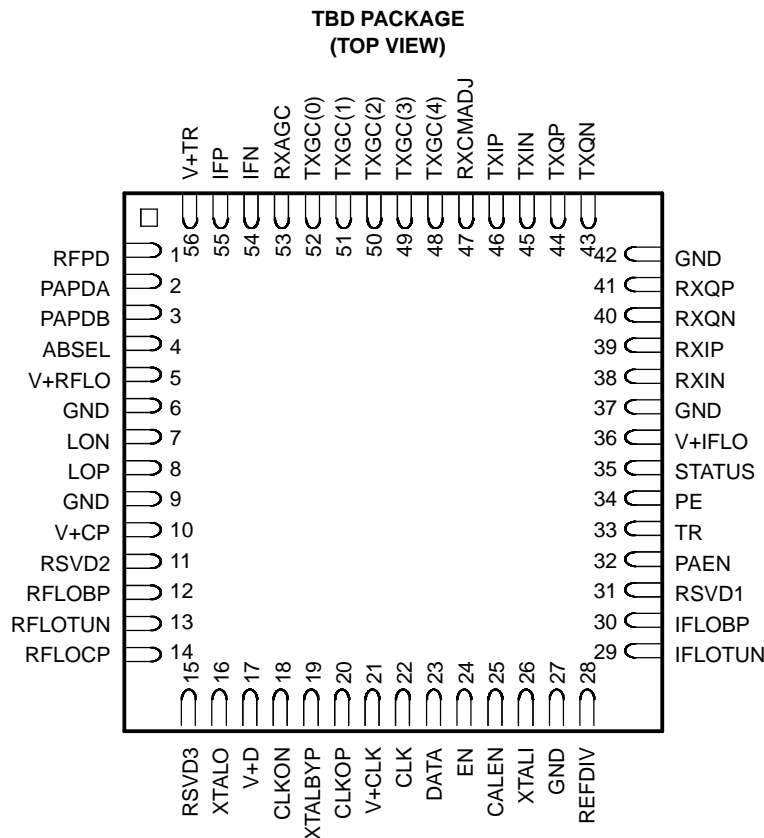 TBD PACKAGE
(TOP VIEW)
V+TR
IFP
IFN
RXAGC
TXGC(0)
TXGC(1)
TXGC(2)
TXGC(3)
TXGC(4)
RXCMADJ
TXIP
TXIN
TXQP
TXQN
56
55
54
53
52
51
50
49
48
47
46
45
44
43
RFPD 1
PAPDA 2
PAPDB 3
ABSEL 4
V+RFLO 5
GND 6
LON 7
LOP 8
GND 9
V+CP 10
RSVD2 11
RFLOBP 12
RFLOTUN 13
RFLOCP 14
42 GND
41 RXQP
40 RXQN
39 RXIP
38 RXIN
37 GND
36 V+IFLO
35 STATUS
34 PE
33 TR
32 PAEN
31 RSVD1
30 IFLOBP
29 IFLOTUN
15
16
17
18
19
20
21
22
23
24
25
26
27
28
RSVD3
XTALO
V+D
CLKON
XTALBYP
CLKOP
V+CLK
CLK
DATA
EN
CALEN
XTALI
GND
REFDIV